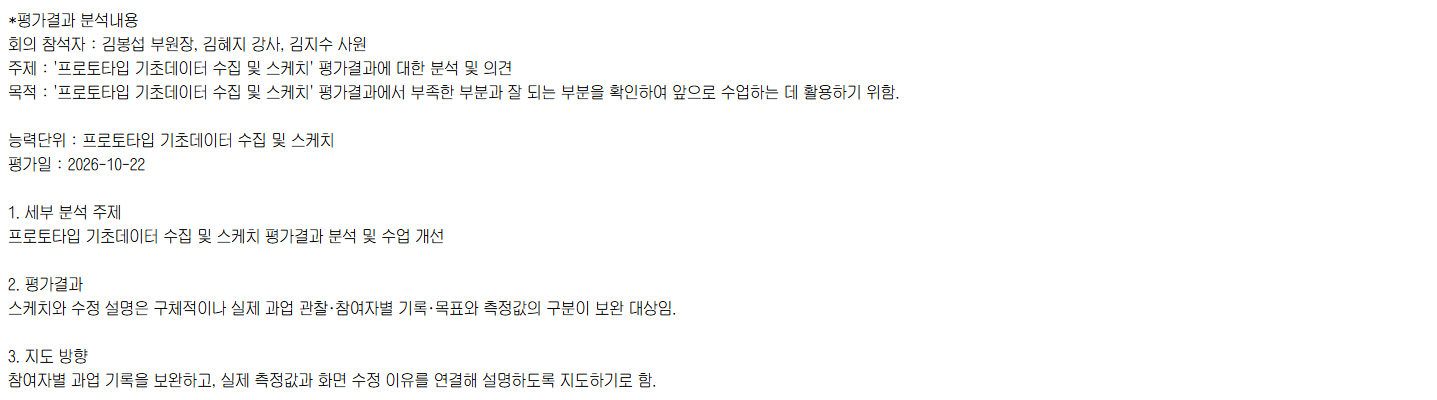 *평가결과 분석내용
회의 참석자 : 김봉섭 부원장, 김혜지 강사, 김지수 사원
주제 : '프로토타입 기초데이터 수집 및 스케치' 평가결과에 대한 분석 및 의견
목적 : '프로토타입 기초데이터 수집 및 스케치' 평가결과에서 부족한 부분과 잘 되는 부분을 확인하여 앞으로 수업하는 데 활용하기 위함.
능력단위 : 프로토타입 기초데이터 수집 및 스케치
평가일 : 2026-10-22
1. 세부 분석 주제
프로토타입 기초데이터 수집 및 스케치 평가결과 분석 및 수업 개선
2. 평가결과
스케치와 수정 설명은 구체적이나 실제 과업 관찰·참여자별 기록·목표와 측정값의 구분이 보완 대상임.
3. 지도 방향
참여자별 과업 기록을 보완하고, 실제 측정값과 화면 수정 이유를 연결해 설명하도록 지도하기로 함.